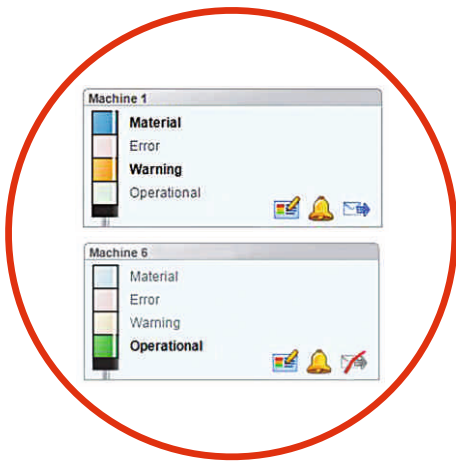 Machine 1
Material
Error
Warning
Operational
Machine 6
Material
Error
Warning
Operational